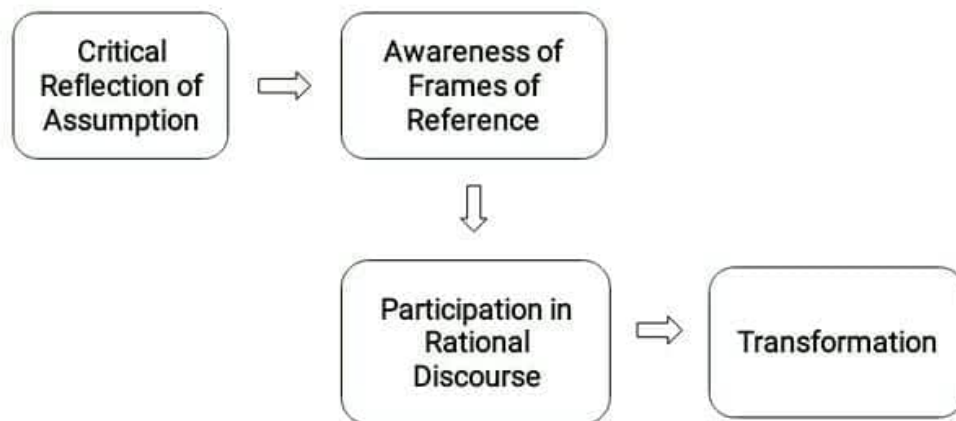 Critical
Reflection of
Assumption
Awareness of
Frames of
Reference
Participation in
Rational
Discourse
Transformation